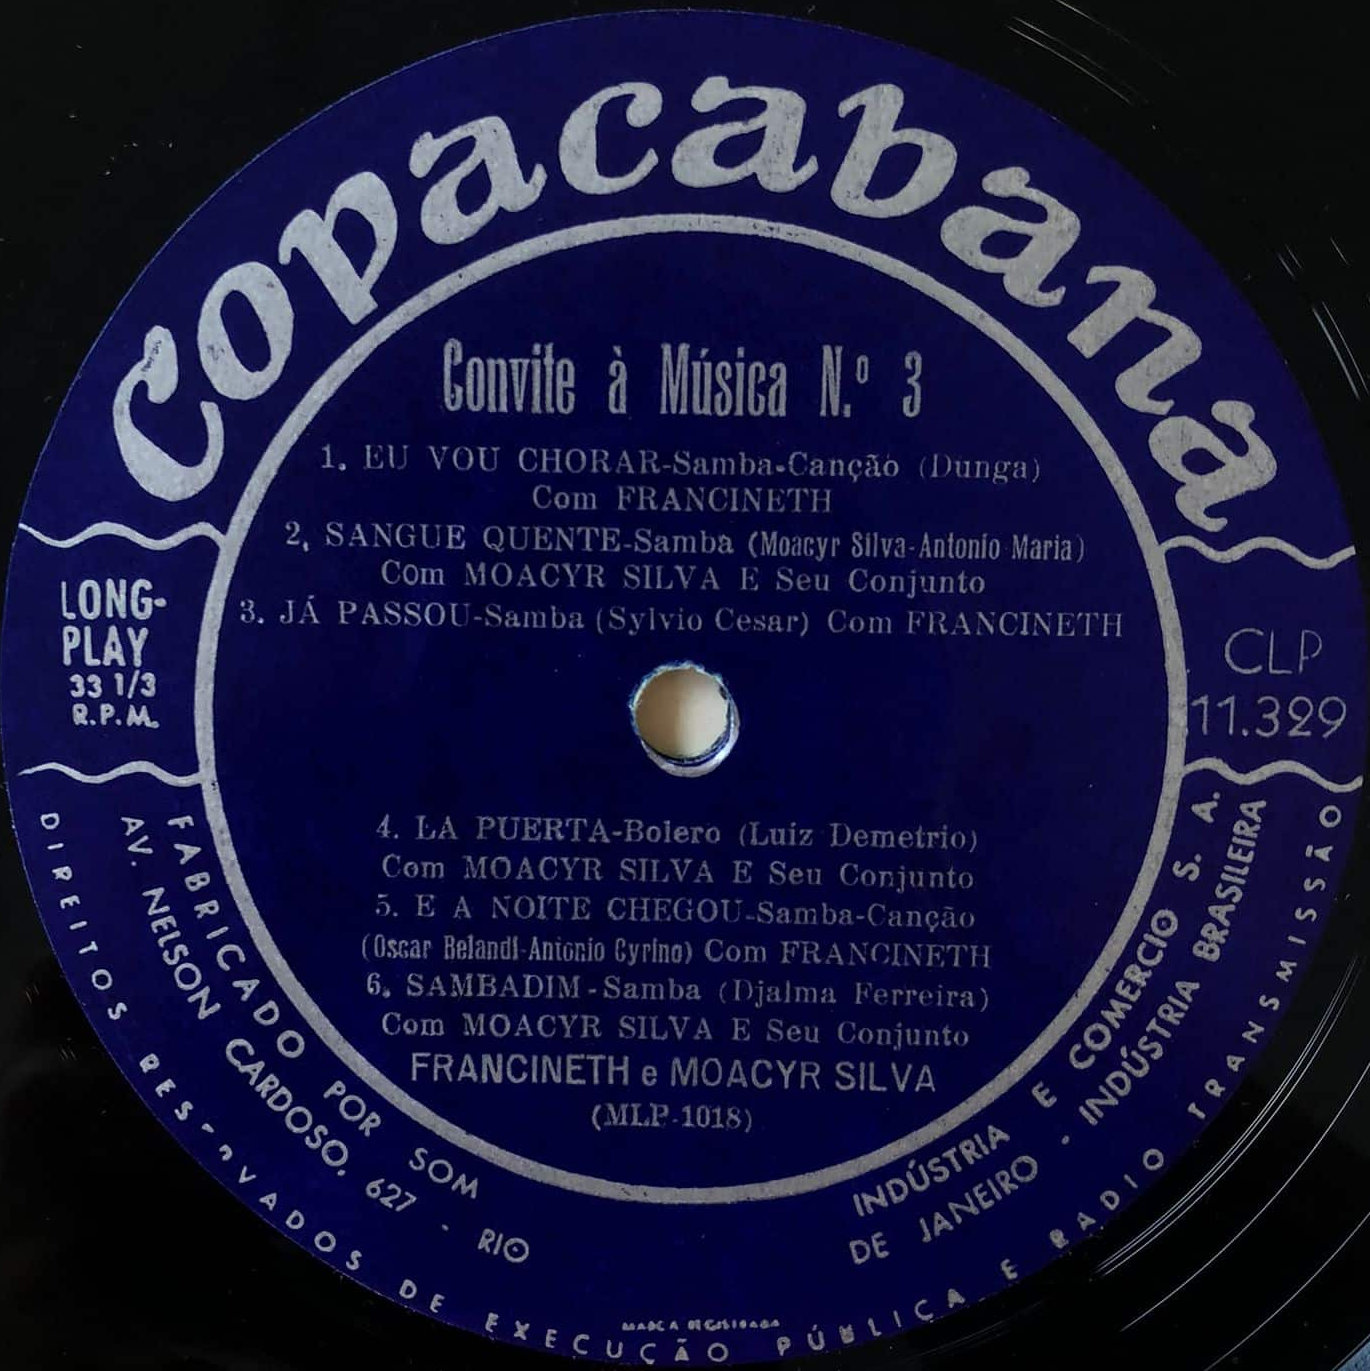 Copacabana
Convite à Música N.º 3
1. EU VOU CHORAR-Samba-Canção (Dunga)
Com FRANCINETH
2. SANGUE QUENTE-Samba (Moacyr Silva-Antonio Maria)
Com MOACYR SILVA E Seu Conjunto
3. JÁ PASSOU-Samba (Sylvio Cesar) Com FRANCINETH
LONG-
PLAY
33 1/3
R.P.M.
CLP
11.329
4. LA PUERTA-Bolero (Luiz Demetrio)
Com MOACYR SILVA E Seu Conjunto
5. E A NOITE CHEGOU-Samba-Canção
(Oscar Belandi-Antonio Cyrino) Com FRANCINETH
6. SAMBADIM-Samba (Djalma Ferreira)
Com MOACYR SILVA E Seu Conjunto
FRANCINETH e MOACYR SILVA
(MLP-1018)
FABRICADO POR SOM INDÚSTRIA E COMERCIO S. A.
AV. NELSON CARDOSO, 627 - RIO DE JANEIRO - INDÚSTRIA BRASILEIRA
DIREITOS RESERVADOS DE EXECUÇÃO PÚBLICA E RADIO TRANSMISSÃO
MARCA REGISTRADA